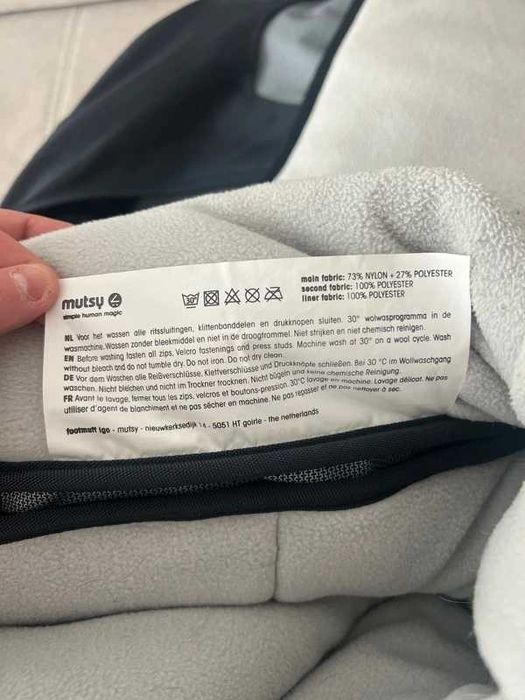 mutsy
simple human magic
30°
main fabric: 73% NYLON + 27% POLYESTER
second fabric: 100% POLYESTER
liner fabric: 100% POLYESTER
NL Voor het wassen alle ritssluitingen, klittenbanddelen en drukknopen sluiten. 30° wolwasprogramma in de
wasmachine. Wassen zonder bleekmiddel en niet in de droogtrommel. Niet strijken en niet chemisch reinigen.
EN Before washing fasten all zips, Velcro fastenings and press studs. Machine wash at 30° on a wool cycle. Wash
without bleach and do not tumble dry. Do not iron. Do not dry clean.
DE Vor dem Waschen alle Reißverschlüsse, Klettverschlüsse und Druckknöpfe schließen. Bei 30 °C im Wollwaschgang
waschen. Nicht bleichen und nicht im Trockner trocknen. Nicht bügeln und keine chemische Reinigung.
FR Avant le lavage, fermer tous les zips, velcros et boutons-pression. 30°C lavage en machine. Lavage délicat. Ne pas
utiliser d'agent de blanchiment et ne pas sécher en machine. Ne pas repasser et ne pas nettoyer à sec.
footmuff igo - mutsy - nieuwkerksedijk 14 - 5051 HT goirle - the netherlands